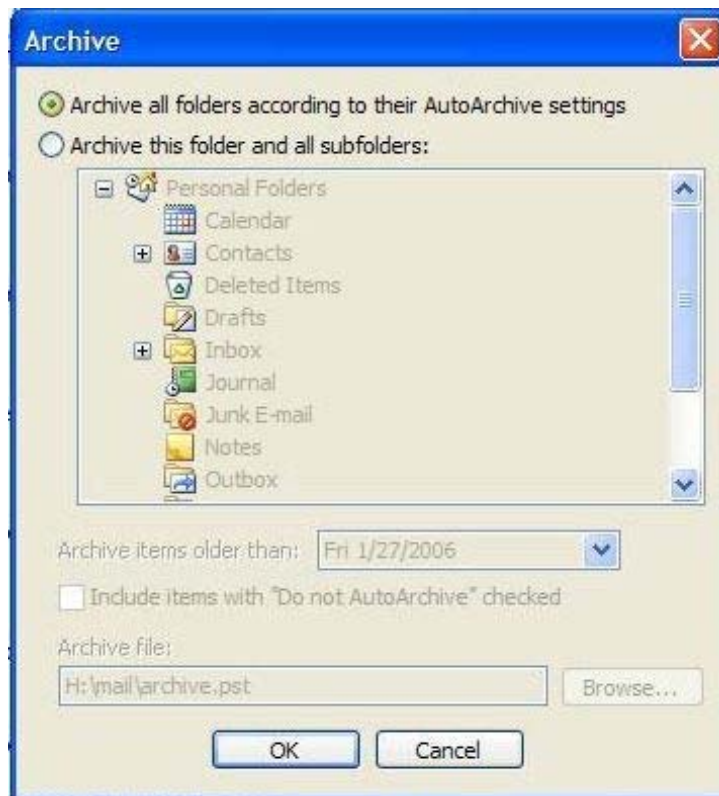 Archive
Archive all folders according to their AutoArchive settings
Archive this folder and all subfolders:
Personal Folders
Calendar
Contacts
Deleted Items
Drafts
Inbox
Journal
Junk E-mail
Notes
Outbox
Archive items older than: Fri 1/27/2006
Include items with "Do not AutoArchive" checked
Archive file:
H:\mail\archive.pst Browse...
OK Cancel